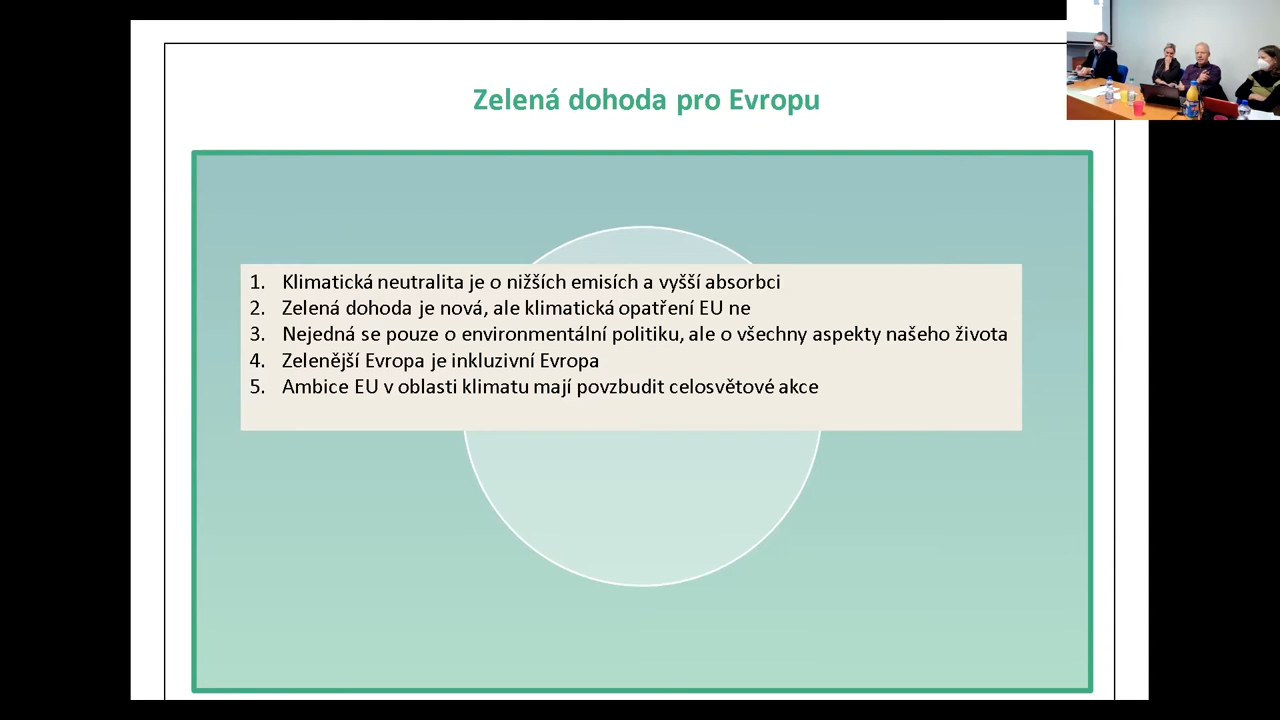 Zelená dohoda pro Evropu
1. Klimatická neutralita je o nižších emisích a vyšší absorbci
2. Zelená dohoda je nová, ale klimatická opatření EU ne
3. Nejedná se pouze o environmentální politiku, ale o všechny aspekty našeho života
4. Zelenější Evropa je inkluzivní Evropa
5. Ambice EU v oblasti klimatu mají povzbudit celosvětové akce